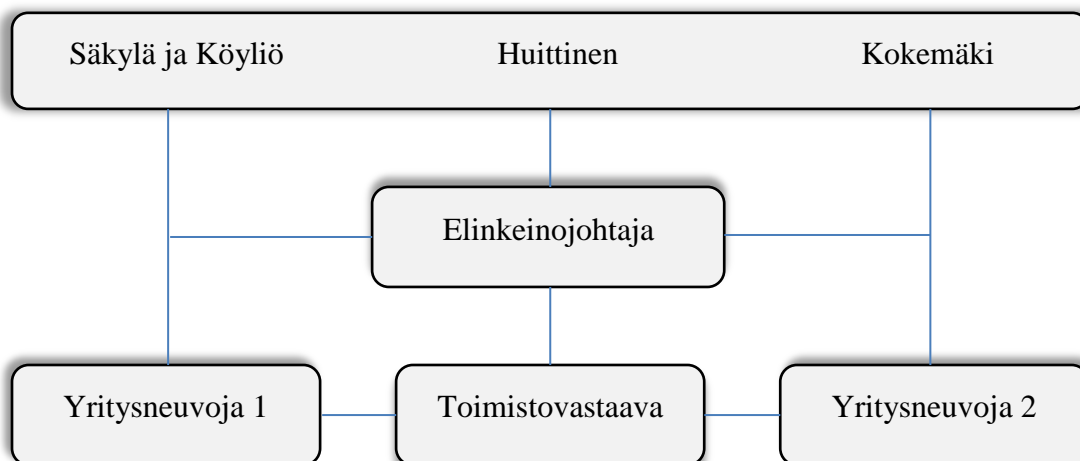 Säkylä ja Köyliö Huittinen Kokemäki
Elinkeinojohtaja
Yritysneuvoja 1 Toimistovastaava Yritysneuvoja 2